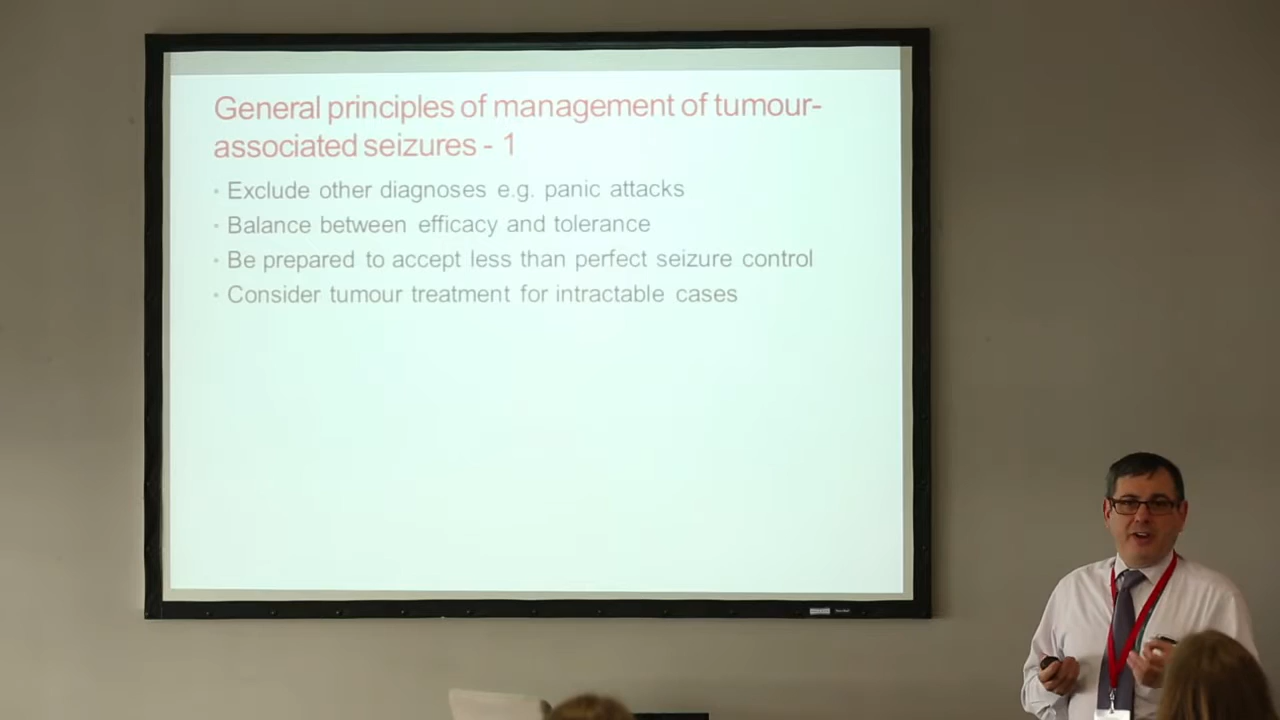 General principles of management of tumour-
associated seizures - 1
• Exclude other diagnoses e.g. panic attacks
• Balance between efficacy and tolerance
• Be prepared to accept less than perfect seizure control
• Consider tumour treatment for intractable cases